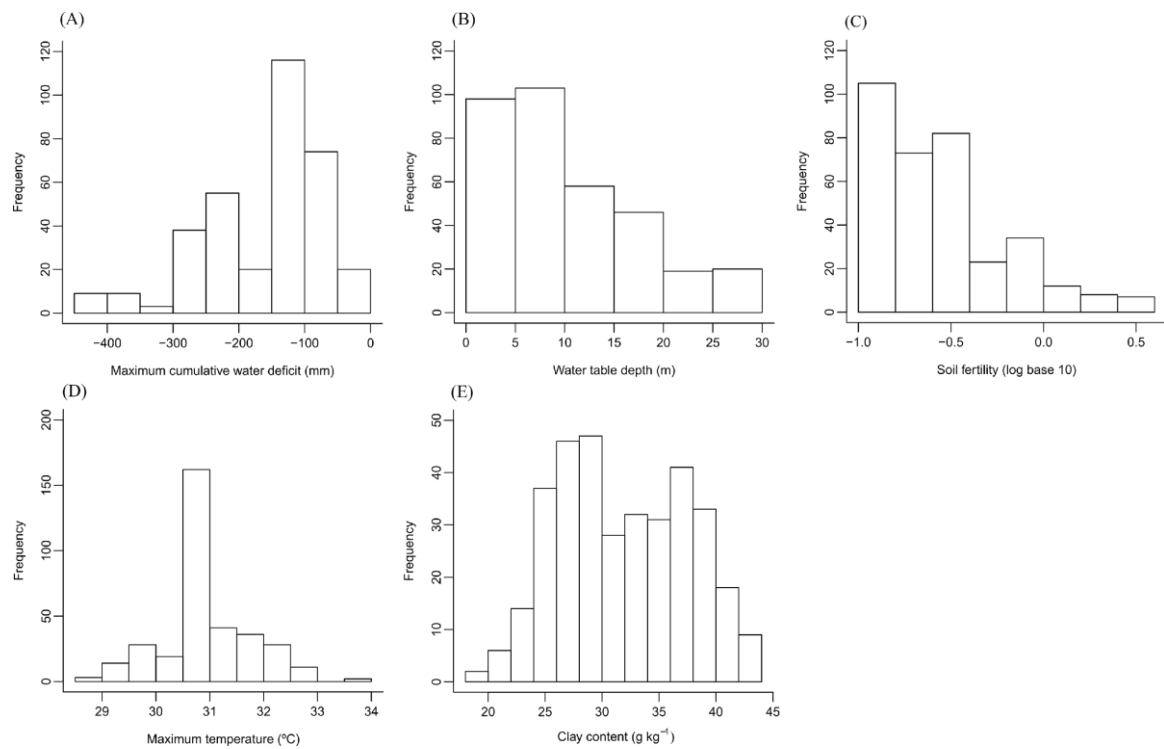 (A)
Frequency
0 20 40 60 80 100 120
−400 −300 −200 −100 0
Maximum cumulative water deficit (mm)
(B)
Frequency
0 20 40 60 80 100 120
0 5 10 15 20 25 30
Water table depth (m)
(C)
Frequency
0 20 40 60 80 100 120
−1.0 −0.5 0.0 0.5
Soil fertility (log base 10)
(D)
Frequency
0 50 100 150 200
29 30 31 32 33 34
Maximum temperature (ºC)
(E)
Frequency
0 10 20 30 40 50
20 25 30 35 40 45
Clay content (g kg⁻¹)